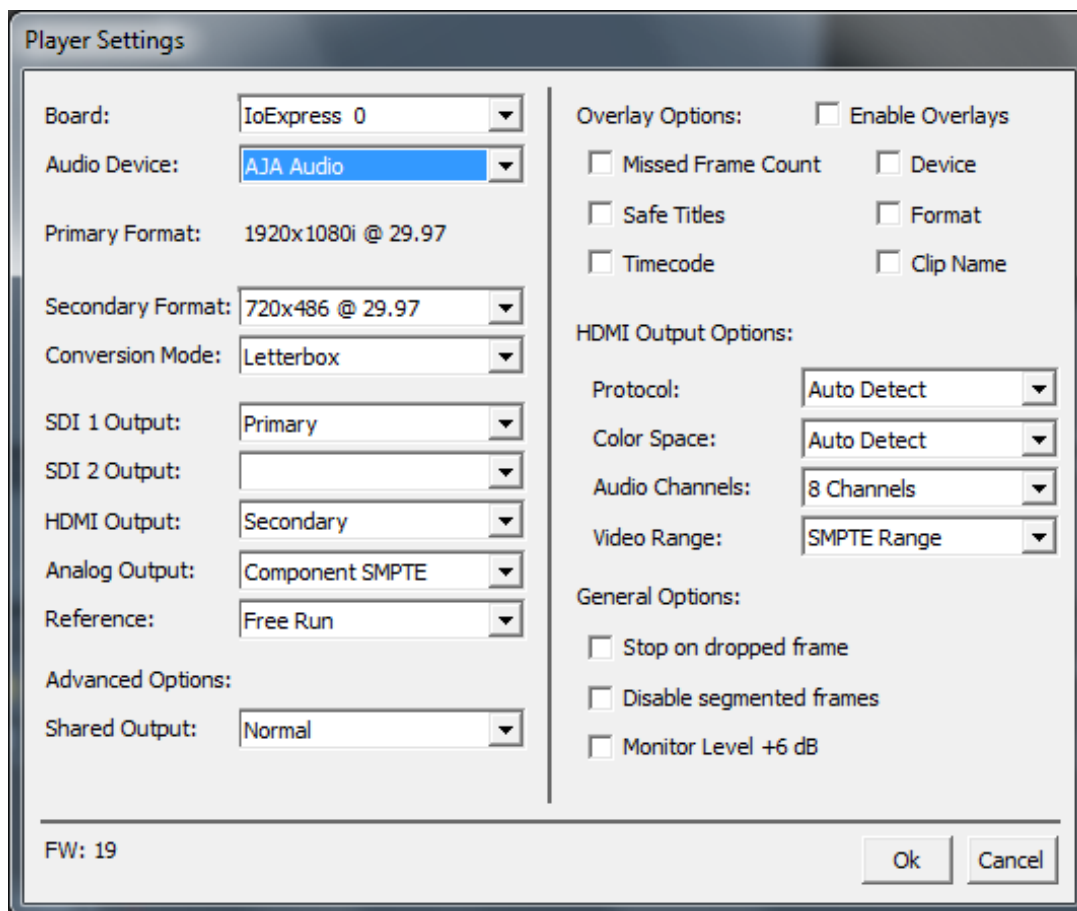 Player Settings
Board: IoExpress 0
Audio Device: AJA Audio
Primary Format: 1920x1080i @ 29.97
Secondary Format: 720x486 @ 29.97
Conversion Mode: Letterbox
SDI 1 Output: Primary
SDI 2 Output:
HDMI Output: Secondary
Analog Output: Component SMPTE
Reference: Free Run
Advanced Options:
Shared Output: Normal
Overlay Options: Enable Overlays
Missed Frame Count Device
Safe Titles Format
Timecode Clip Name
HDMI Output Options:
Protocol: Auto Detect
Color Space: Auto Detect
Audio Channels: 8 Channels
Video Range: SMPTE Range
General Options:
Stop on dropped frame
Disable segmented frames
Monitor Level +6 dB
FW: 19
Ok Cancel